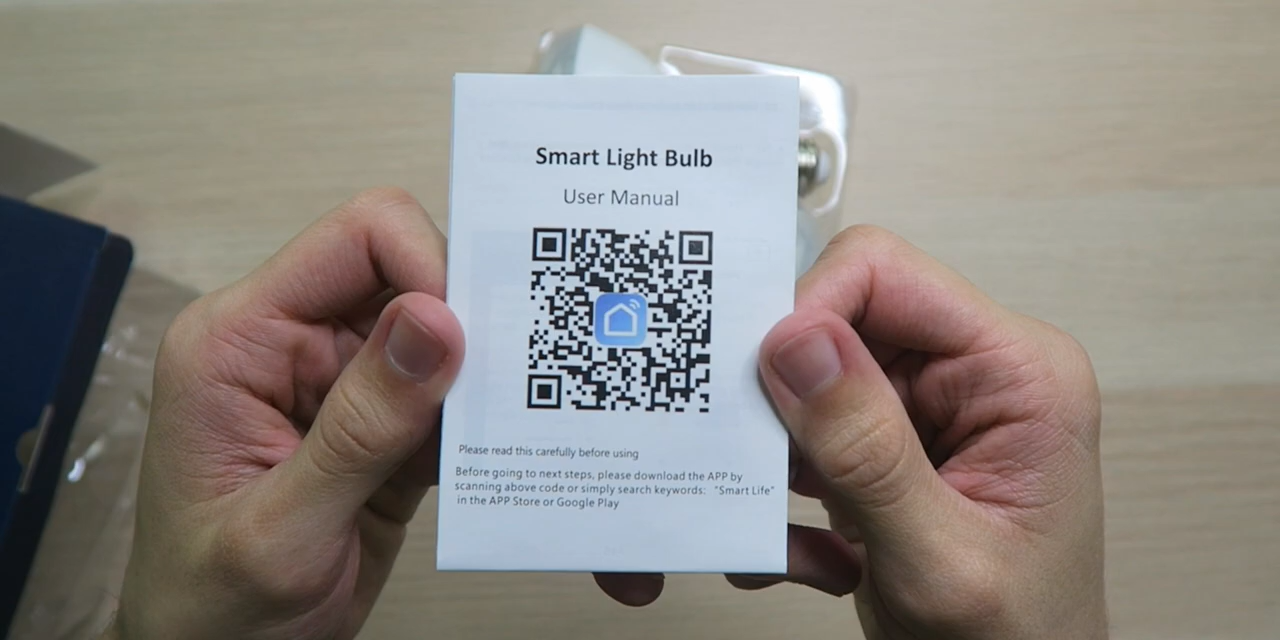 Smart Light Bulb
User Manual
Please read this carefully before using
Before going to next steps, please download the APP by
scanning above code or simply search keywords: "Smart Life"
in the APP Store or Google Play